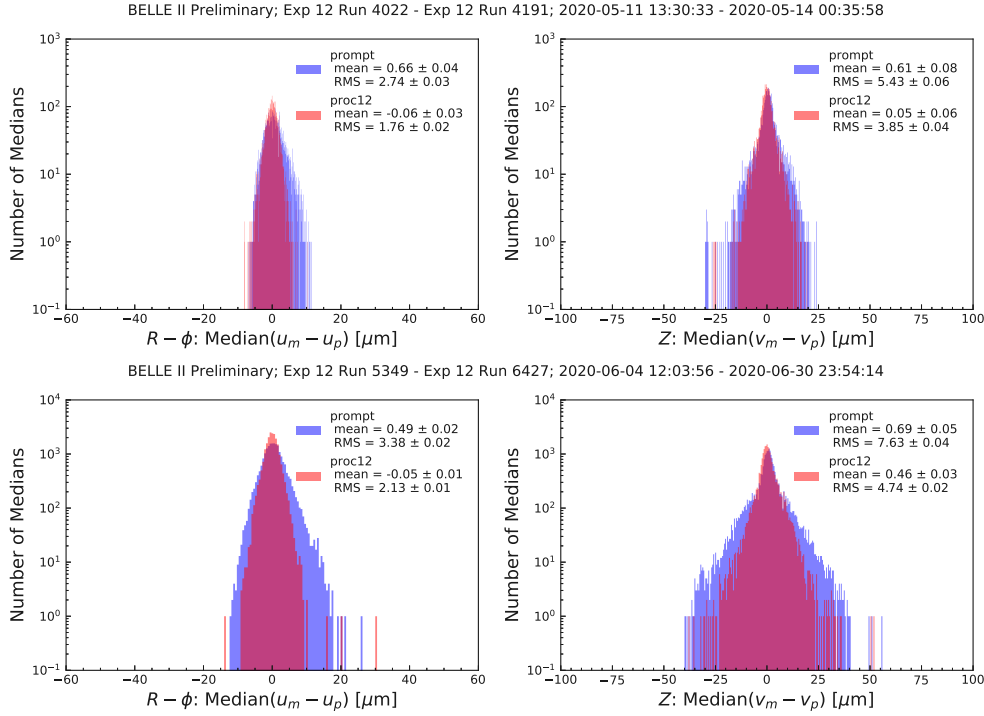 BELLE II Preliminary; Exp 12 Run 4022 - Exp 12 Run 4191; 2020-05-11 13:30:33 - 2020-05-14 00:35:58
Number of Medians
10³
10²
10¹
10⁰
10⁻¹
prompt
mean = 0.66 ± 0.04
RMS = 2.74 ± 0.03
proc12
mean = -0.06 ± 0.03
RMS = 1.76 ± 0.02
−60 −40 −20 0 20 40 60
R − ϕ: Median(uₘ − uₚ) [μm]
Number of Medians
10³
10²
10¹
10⁰
10⁻¹
prompt
mean = 0.61 ± 0.08
RMS = 5.43 ± 0.06
proc12
mean = 0.05 ± 0.06
RMS = 3.85 ± 0.04
−100 −75 −50 −25 0 25 50 75 100
Z: Median(vₘ − vₚ) [μm]
BELLE II Preliminary; Exp 12 Run 5349 - Exp 12 Run 6427; 2020-06-04 12:03:56 - 2020-06-30 23:54:14
Number of Medians
10⁴
10³
10²
10¹
10⁰
10⁻¹
prompt
mean = 0.49 ± 0.02
RMS = 3.38 ± 0.02
proc12
mean = -0.05 ± 0.01
RMS = 2.13 ± 0.01
−60 −40 −20 0 20 40 60
R − ϕ: Median(uₘ − uₚ) [μm]
Number of Medians
10⁴
10³
10²
10¹
10⁰
10⁻¹
prompt
mean = 0.69 ± 0.05
RMS = 7.63 ± 0.04
proc12
mean = 0.46 ± 0.03
RMS = 4.74 ± 0.02
−100 −75 −50 −25 0 25 50 75 100
Z: Median(vₘ − vₚ) [μm]